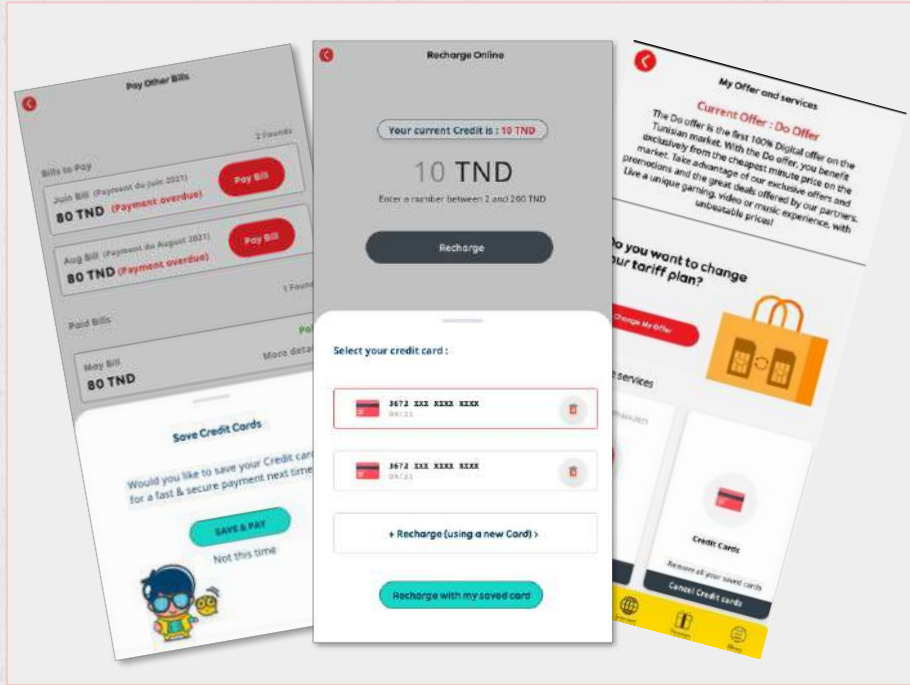 Pay Other Bills
2 Founds
Bills to Pay
Juin Bill (Payment du Juin 2021)
80 TND (Payment overdue)
Pay Bill
Aug Bill (Payment du August 2021)
80 TND (Payment overdue)
Pay Bill
1 Found
Paid Bills
May Bill
80 TND
More deta
Save Credit Cards
Would you like to save your Credit car
for a fast & secure payment next time
SAVE & PAY
Not this time
Recharge Online
Your current Credit is : 10 TND
10 TND
Enter a number between 2 and 200 TND
Recharge
Select your credit card :
3672 XXX XXXX XXXX
3672 XXX XXXX XXXX
+ Recharge (using a new Card) >
Recharge with my saved card
My Offer and services
Current Offer : Do Offer
The Do offer is the first 100% Digital offer on the
Tunisian market. With the Do offer, you benefit
exclusively from the cheapest minute price on the
market. Take advantage of our exclusive offers and
promotions and the great deals offered by our partners.
Live a unique gaming, video or music experience, with
unbeatable prices!
Do you want to change
our tariff plan?
Change My Offer
services
Credit Cards
Remove all your saved cards
Cancel Credit cards